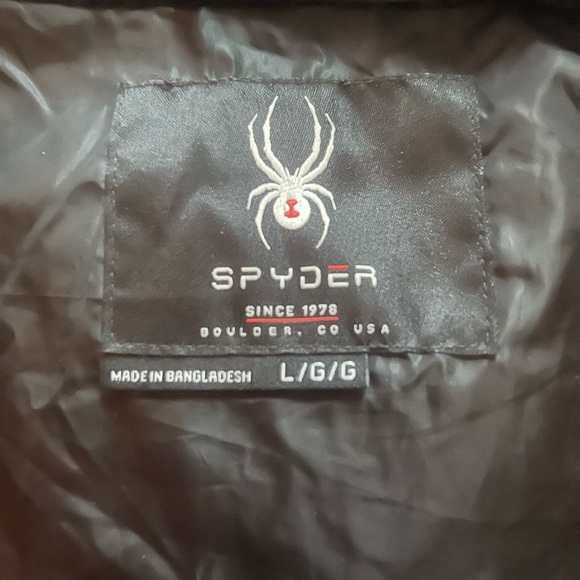 SPYDER
SINCE 1978
BOULDER, CO USA
MADE IN BANGLADESH L/G/G